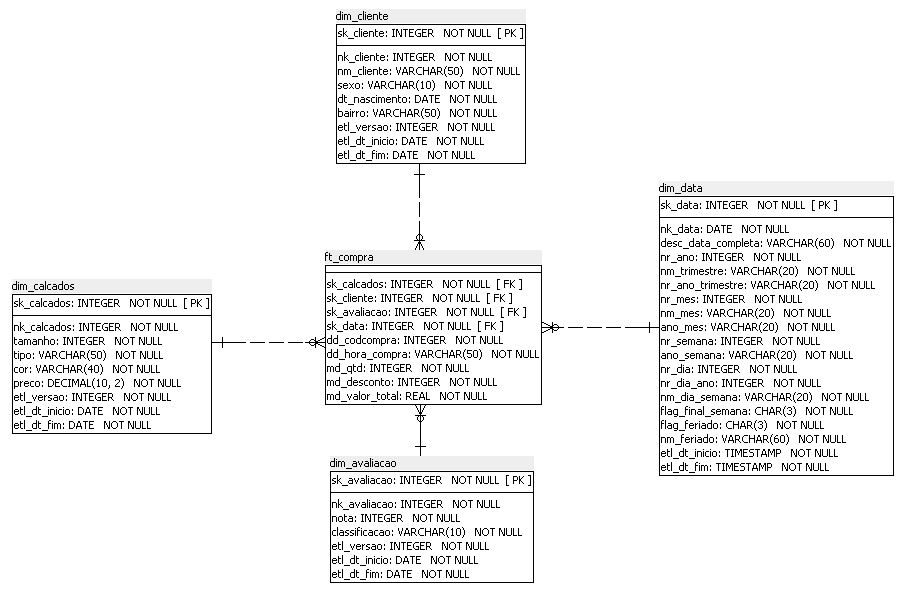 dim_cliente
sk_cliente: INTEGER NOT NULL [ PK ]
nk_cliente: INTEGER NOT NULL
nm_cliente: VARCHAR(50) NOT NULL
sexo: VARCHAR(10) NOT NULL
dt_nascimento: DATE NOT NULL
bairro: VARCHAR(50) NOT NULL
etl_versao: INTEGER NOT NULL
etl_dt_inicio: DATE NOT NULL
etl_dt_fim: DATE NOT NULL
dim_calcados
sk_calcados: INTEGER NOT NULL [ PK ]
nk_calcados: INTEGER NOT NULL
tamanho: INTEGER NOT NULL
tipo: VARCHAR(50) NOT NULL
cor: VARCHAR(40) NOT NULL
preco: DECIMAL(10, 2) NOT NULL
etl_versao: INTEGER NOT NULL
etl_dt_inicio: DATE NOT NULL
etl_dt_fim: DATE NOT NULL
ft_compra
sk_calcados: INTEGER NOT NULL [ FK ]
sk_cliente: INTEGER NOT NULL [ FK ]
sk_avaliacao: INTEGER NOT NULL [ FK ]
sk_data: INTEGER NOT NULL [ FK ]
dd_codcompra: INTEGER NOT NULL
dd_hora_compra: VARCHAR(50) NOT NULL
md_qtd: INTEGER NOT NULL
md_desconto: INTEGER NOT NULL
md_valor_total: REAL NOT NULL
dim_data
sk_data: INTEGER NOT NULL [ PK ]
nk_data: DATE NOT NULL
desc_data_completa: VARCHAR(60) NOT NULL
nr_ano: INTEGER NOT NULL
nm_trimestre: VARCHAR(20) NOT NULL
nr_ano_trimestre: VARCHAR(20) NOT NULL
nr_mes: INTEGER NOT NULL
nm_mes: VARCHAR(20) NOT NULL
ano_mes: VARCHAR(20) NOT NULL
nr_semana: INTEGER NOT NULL
ano_semana: VARCHAR(20) NOT NULL
nr_dia: INTEGER NOT NULL
nr_dia_ano: INTEGER NOT NULL
nm_dia_semana: VARCHAR(20) NOT NULL
flag_final_semana: CHAR(3) NOT NULL
flag_feriado: CHAR(3) NOT NULL
nm_feriado: VARCHAR(60) NOT NULL
etl_dt_inicio: TIMESTAMP NOT NULL
etl_dt_fim: TIMESTAMP NOT NULL
dim_avaliacao
sk_avaliacao: INTEGER NOT NULL [ PK ]
nk_avaliacao: INTEGER NOT NULL
nota: INTEGER NOT NULL
classificacao: VARCHAR(10) NOT NULL
etl_versao: INTEGER NOT NULL
etl_dt_inicio: DATE NOT NULL
etl_dt_fim: DATE NOT NULL